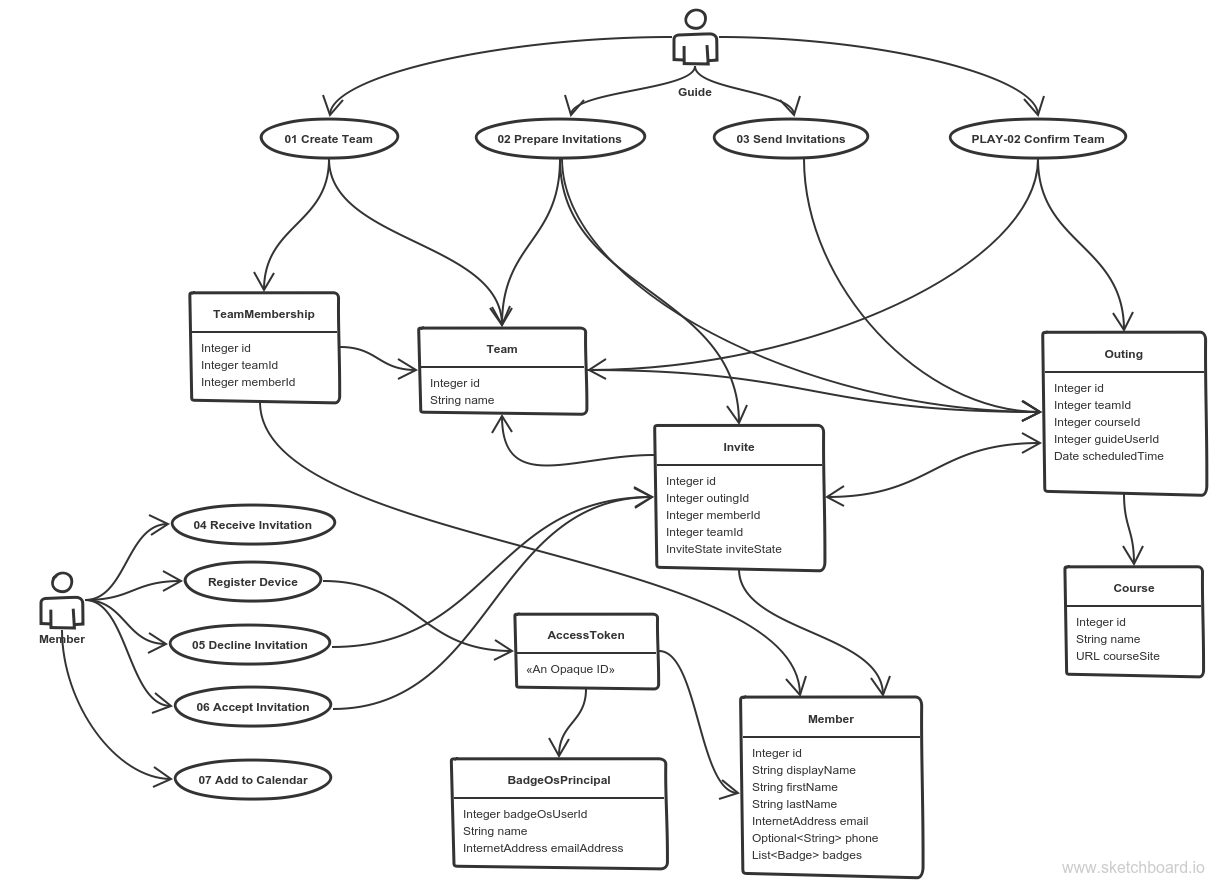 Guide
01 Create Team
02 Prepare Invitations
03 Send Invitations
PLAY-02 Confirm Team
TeamMembership
Integer id
Integer teamId
Integer memberId
Team
Integer id
String name
Outing
Integer id
Integer teamId
Integer courseId
Integer guideUserId
Date scheduledTime
Invite
Integer id
Integer outingId
Integer memberId
Integer teamId
InviteState inviteState
04 Receive Invitation
Register Device
Member
05 Decline Invitation
06 Accept Invitation
07 Add to Calendar
AccessToken
«An Opaque ID»
Course
Integer id
String name
URL courseSite
BadgeOsPrincipal
Integer badgeOsUserId
String name
InternetAddress emailAddress
Member
Integer id
String displayName
String firstName
String lastName
InternetAddress email
Optional<String> phone
List<Badge> badges
www.sketchboard.io